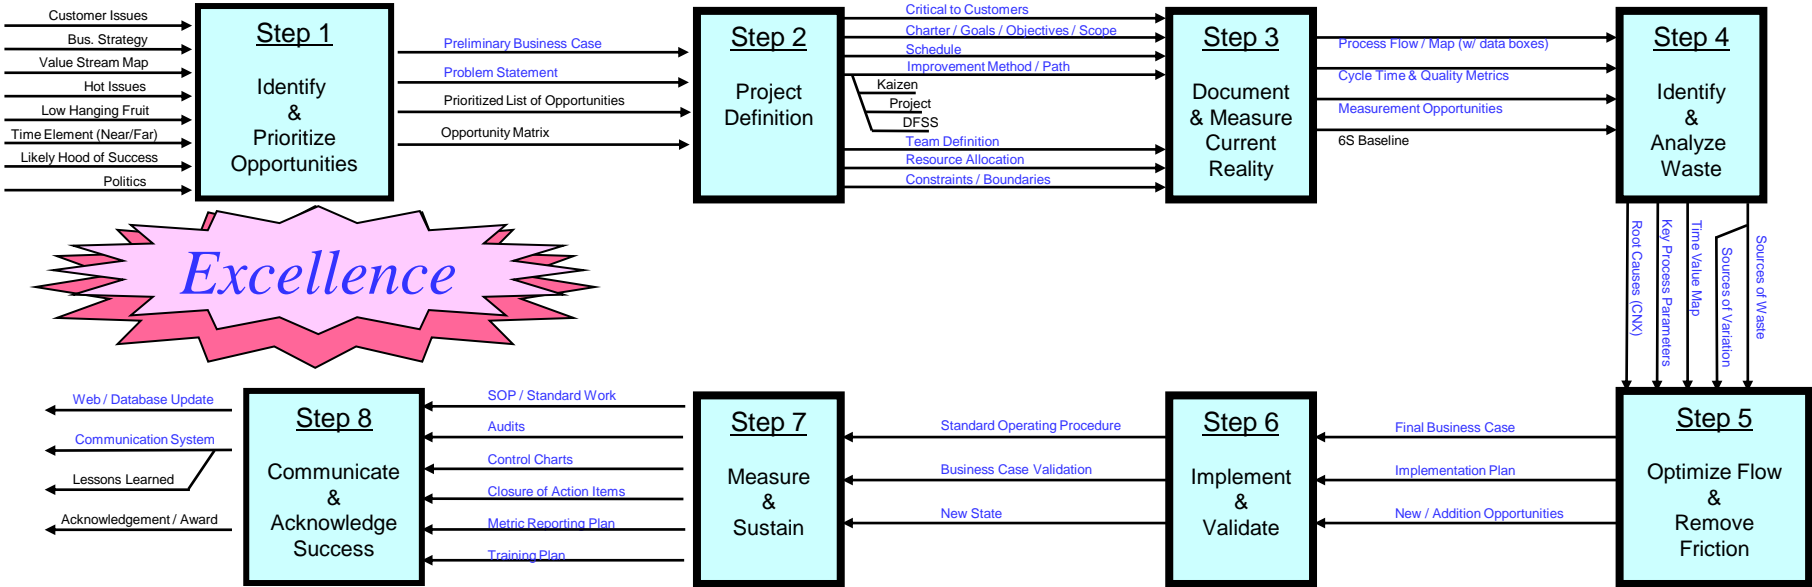 Customer Issues
Bus. Strategy
Value Stream Map
Hot Issues
Low Hanging Fruit
Time Element (Near/Far)
Likely Hood of Success
Politics
Step 1
Identify
&
Prioritize
Opportunities
Preliminary Business Case
Problem Statement
Prioritized List of Opportunities
Opportunity Matrix
Step 2
Project
Definition
Critical to Customers
Charter / Goals / Objectives / Scope
Schedule
Improvement Method / Path
Kaizen
Project
DFSS
Team Definition
Resource Allocation
Constraints / Boundaries
Step 3
Document
& Measure
Current
Reality
Process Flow / Map (w/ data boxes)
Cycle Time & Quality Metrics
Measurement Opportunities
6S Baseline
Step 4
Identify
&
Analyze
Waste
Root Causes (CNX)
Key Process Parameters
Time Value Map
Sources of Variation
Sources of Waste
Excellence
Step 5
Optimize Flow
&
Remove
Friction
Final Business Case
Implementation Plan
New / Addition Opportunities
Step 6
Implement
&
Validate
Standard Operating Procedure
Business Case Validation
New State
Step 7
Measure
&
Sustain
SOP / Standard Work
Audits
Control Charts
Closure of Action Items
Metric Reporting Plan
Training Plan
Step 8
Communicate
&
Acknowledge
Success
Web / Database Update
Communication System
Lessons Learned
Acknowledgement / Award